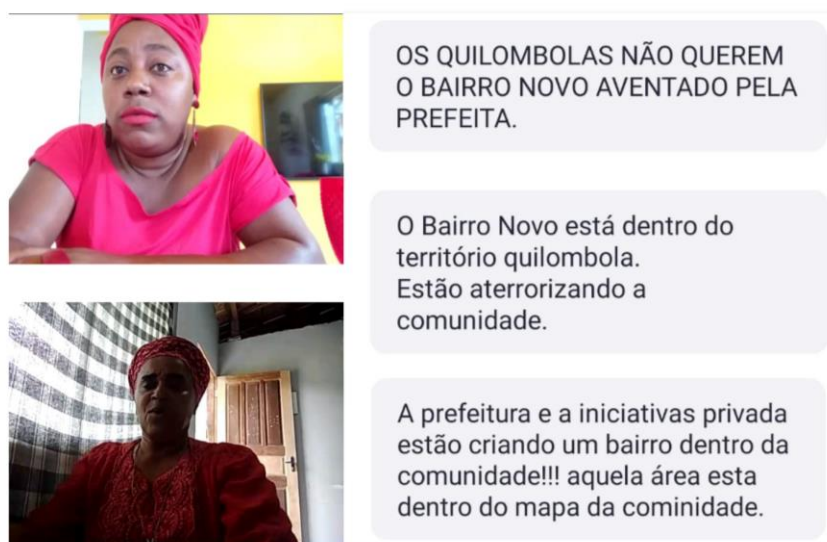 OS QUILOMBOLAS NÃO QUEREM
O BAIRRO NOVO AVENTADO PELA
PREFEITA.
O Bairro Novo está dentro do
território quilombola.
Estão aterrorizando a
comunidade.
A prefeitura e a iniciativas privada
estão criando um bairro dentro da
comunidade!!! aquela área esta
dentro do mapa da cominidade.